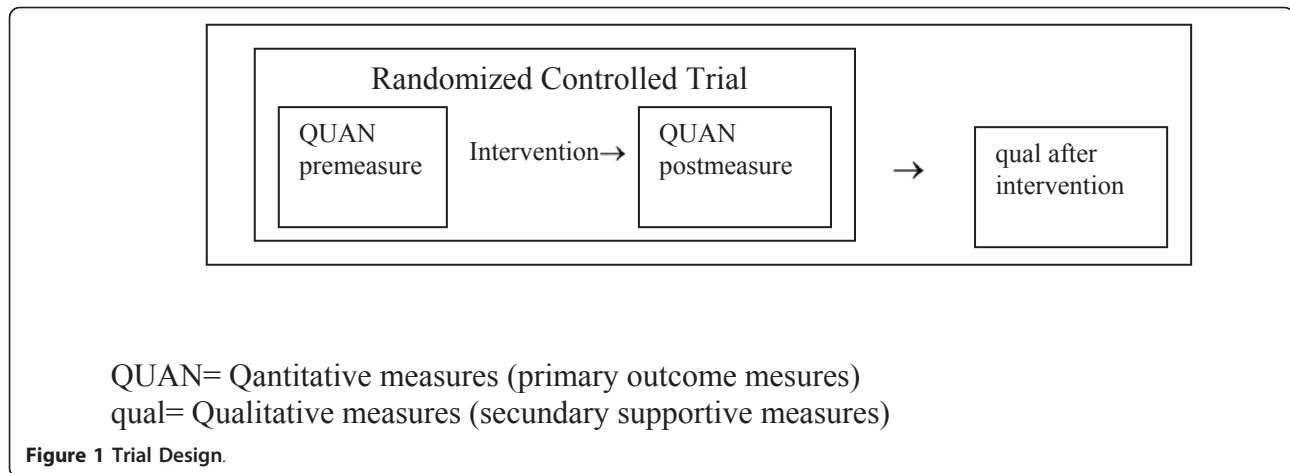 Randomized Controlled Trial
QUAN
premeasure
Intervention→
QUAN
postmeasure
→
qual after
intervention
QUAN= Qantitative measures (primary outcome mesures)
qual= Qualitative measures (secundary supportive measures)
Figure 1 Trial Design.